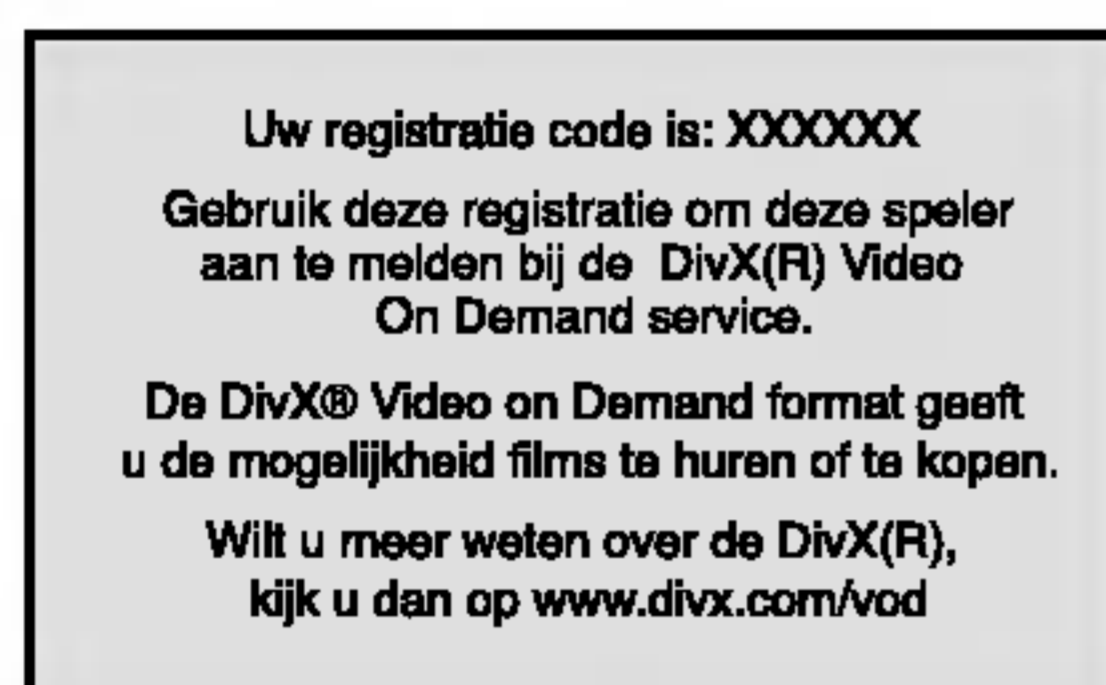 Uw registratie code is: XXXXXX
Gebruik deze registratie om deze speler
aan te melden bij de DivX(R) Video
On Demand service.
De DivX® Video on Demand format geeft
u de mogelijkheid films te huren of te kopen.
Wilt u meer weten over de DivX(R),
kijk u dan op www.divx.com/vod